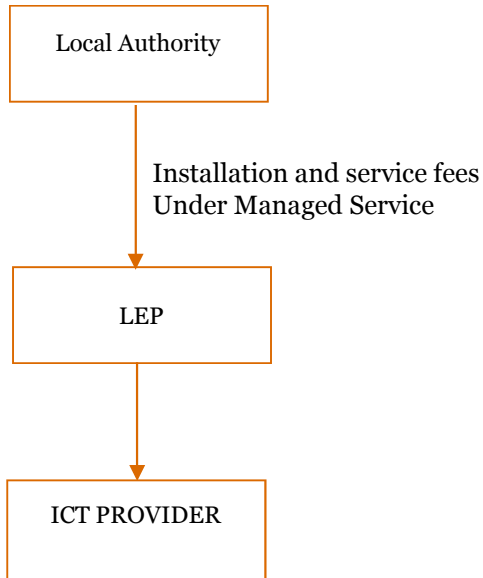 Local Authority
Installation and service fees
Under Managed Service
LEP
ICT PROVIDER